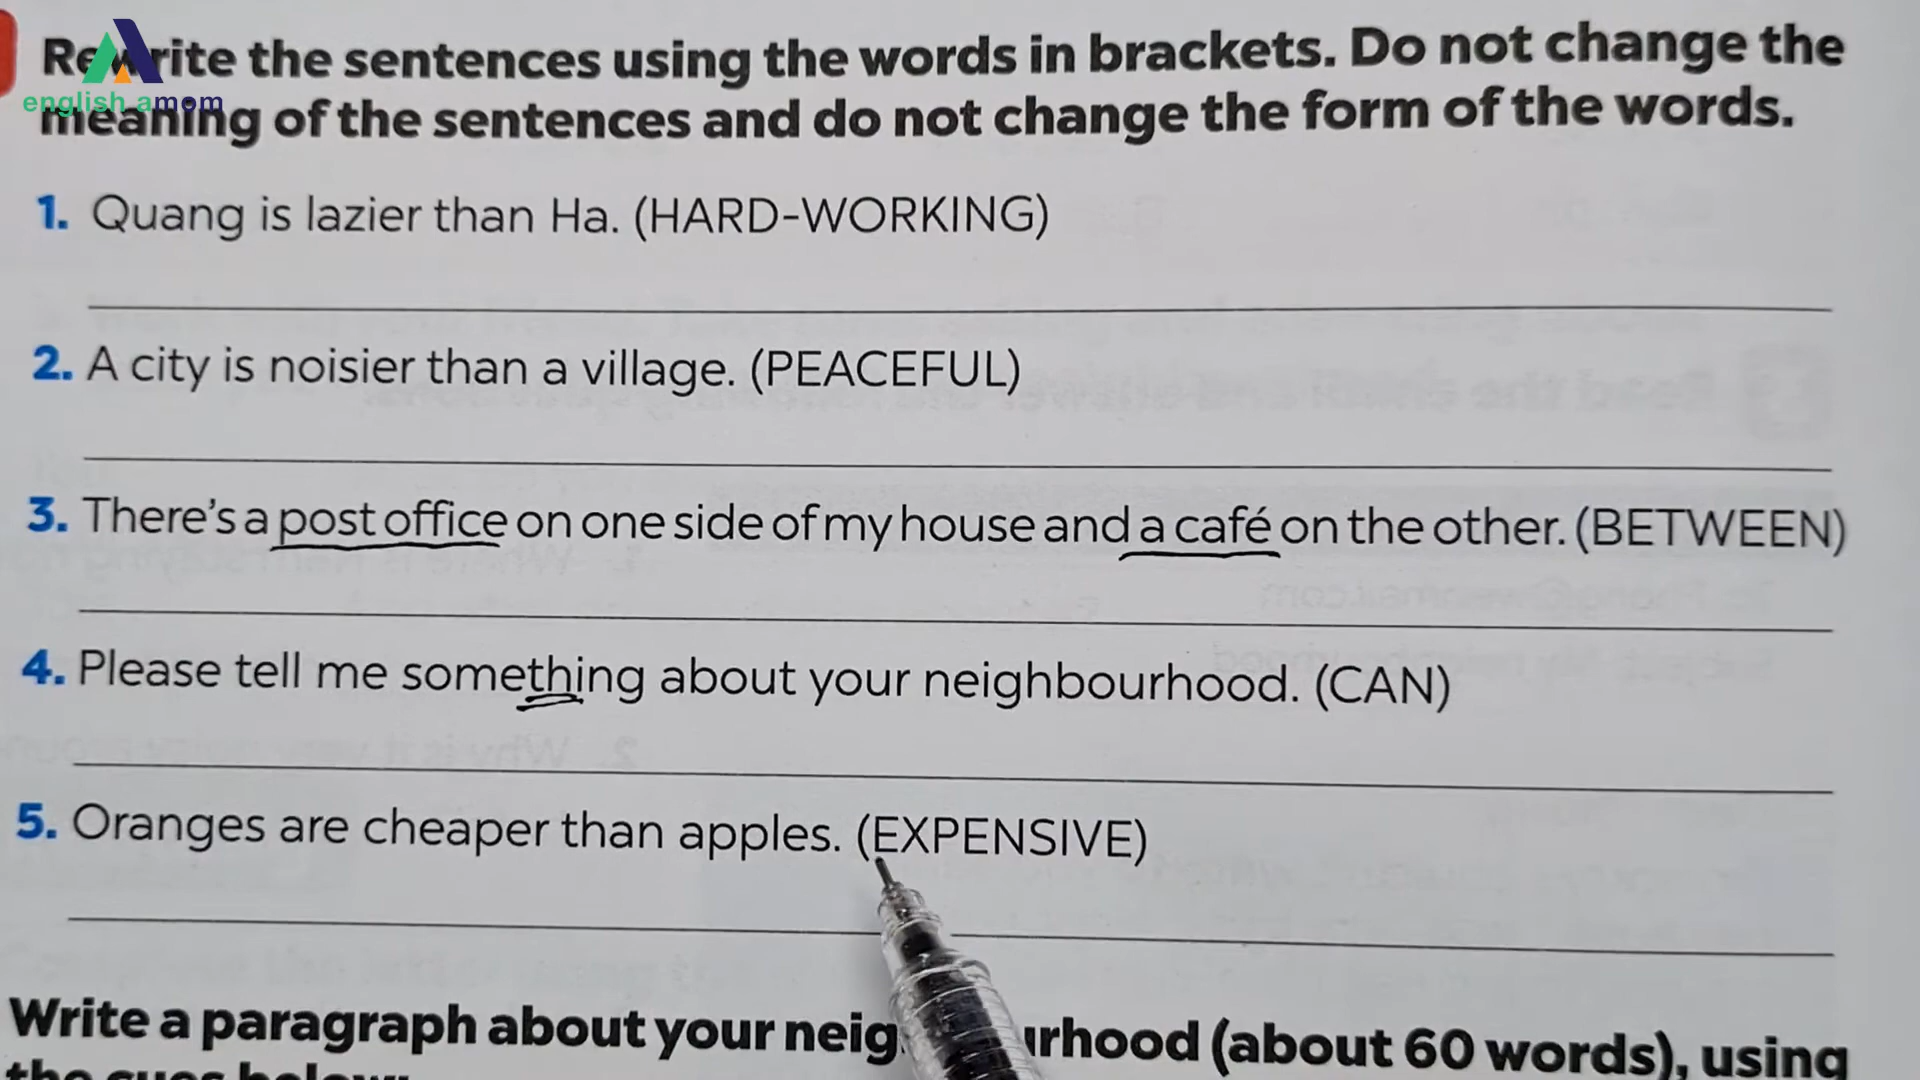 Rewrite the sentences using the words in brackets. Do not change the
english amom
meaning of the sentences and do not change the form of the words.
1. Quang is lazier than Ha. (HARD-WORKING)
2. A city is noisier than a village. (PEACEFUL)
3. There's a post office on one side of my house and a café on the other. (BETWEEN)
4. Please tell me something about your neighbourhood. (CAN)
5. Oranges are cheaper than apples. (EXPENSIVE)
Write a paragraph about your neighbourhood (about 60 words), using
the cues below: